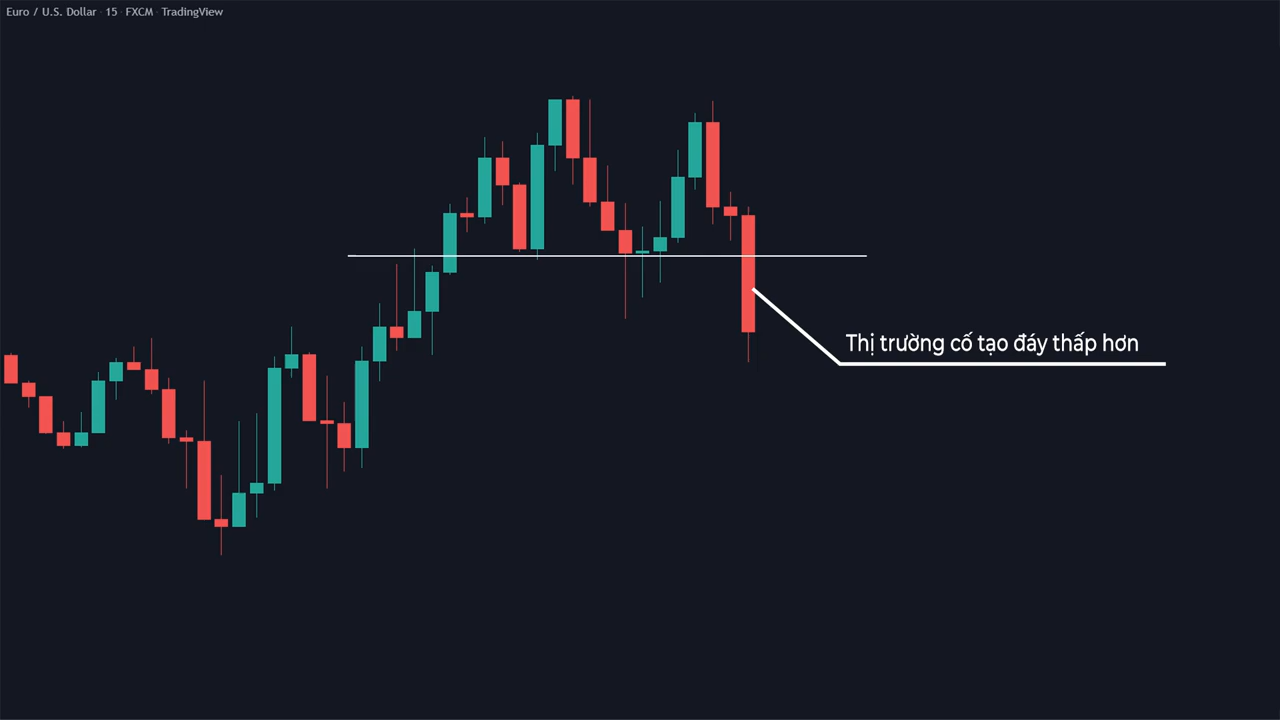 Euro / U.S. Dollar · 15 · FXCM · TradingView
Thị trường cố tạo đáy thấp hơn